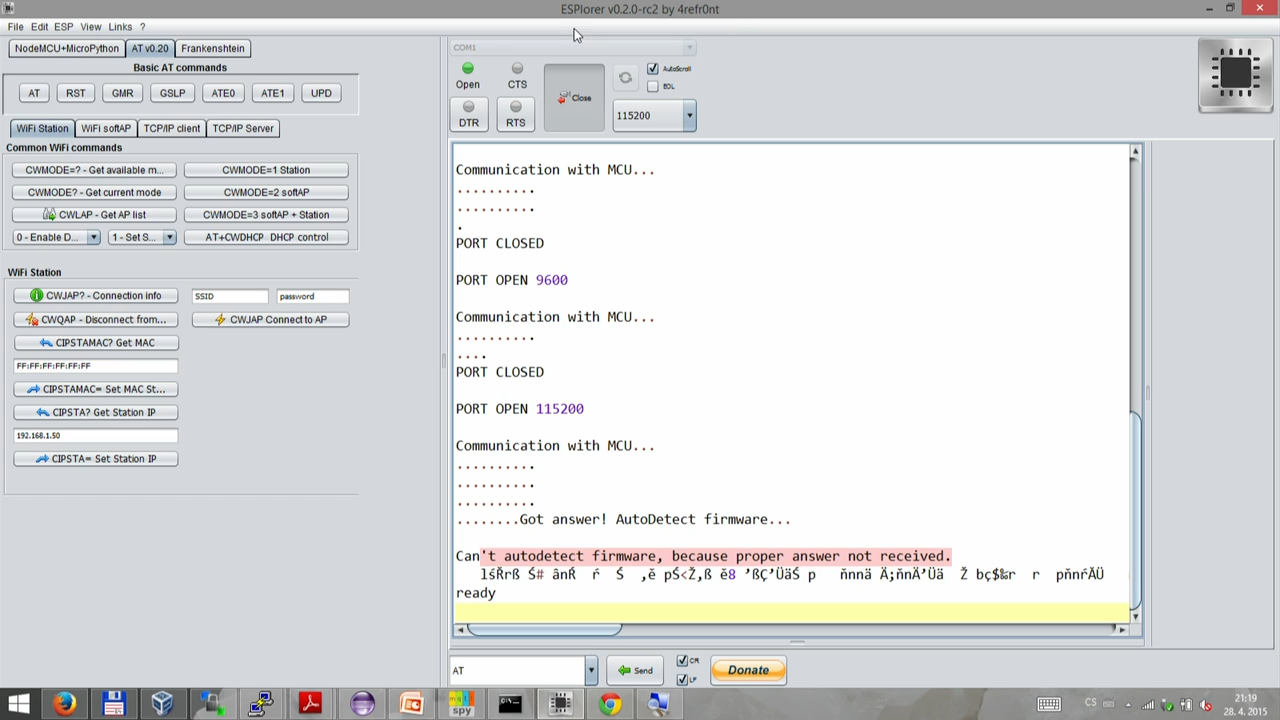 ESPlorer v0.2.0-rc2 by 4refr0nt
File Edit ESP View Links ?
NodeMCU+MicroPython AT v0.20 Frankenshtein
Basic AT commands
AT RST GMR GSLP ATE0 ATE1 UPD
WiFi Station WiFi softAP TCP/IP client TCP/IP Server
Common WiFi commands
CWMODE=? - Get available m... CWMODE=1 Station
CWMODE? - Get current mode CWMODE=2 softAP
CWLAP - Get AP list CWMODE=3 softAP + Station
0 - Enable D... 1 - Set S... AT+CWDHCP DHCP control
WiFi Station
CWJAP? - Connection info SSID password
CWQAP - Disconnect from... CWJAP Connect to AP
CIPSTAMAC? Get MAC
FF:FF:FF:FF:FF:FF
CIPSTAMAC= Set MAC St...
CIPSTA? Get Station IP
192.168.1.50
CIPSTA= Set Station IP
COM1
Open CTS Close AutoScroll
EOL
DTR RTS 115200
Communication with MCU...
..........
..........
.
PORT CLOSED
PORT OPEN 9600
Communication with MCU...
..........
....
PORT CLOSED
PORT OPEN 115200
Communication with MCU...
..........
..........
..........
........Got answer! AutoDetect firmware...
Can't autodetect firmware, because proper answer not received.
ready
AT Send CR LF Donate
spy
CS 21:19
28. 4. 2015